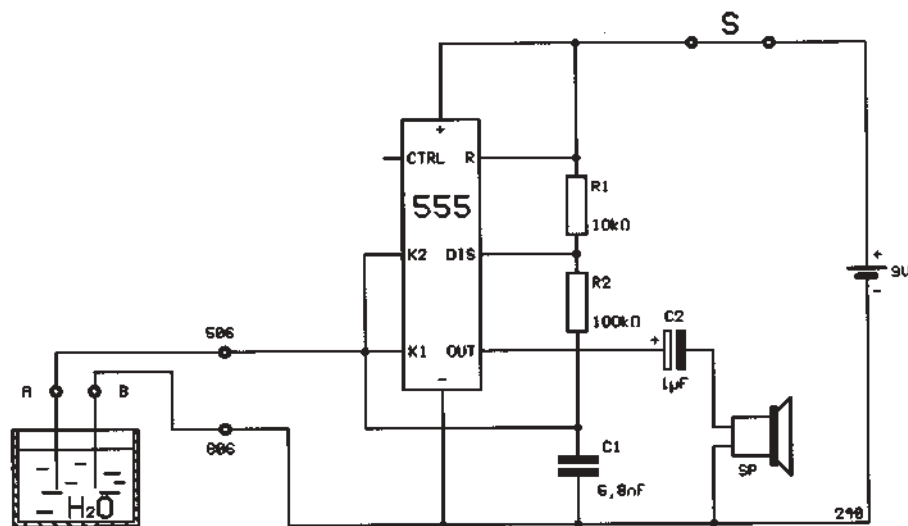 S
+
CTRL R
555
R1
10kΩ
K2 DIS
R2
100kΩ
+
9V
-
506
C2
K1 OUT
+
1µF
-
A B
806
C1
SP
H2O
6,8nF
240